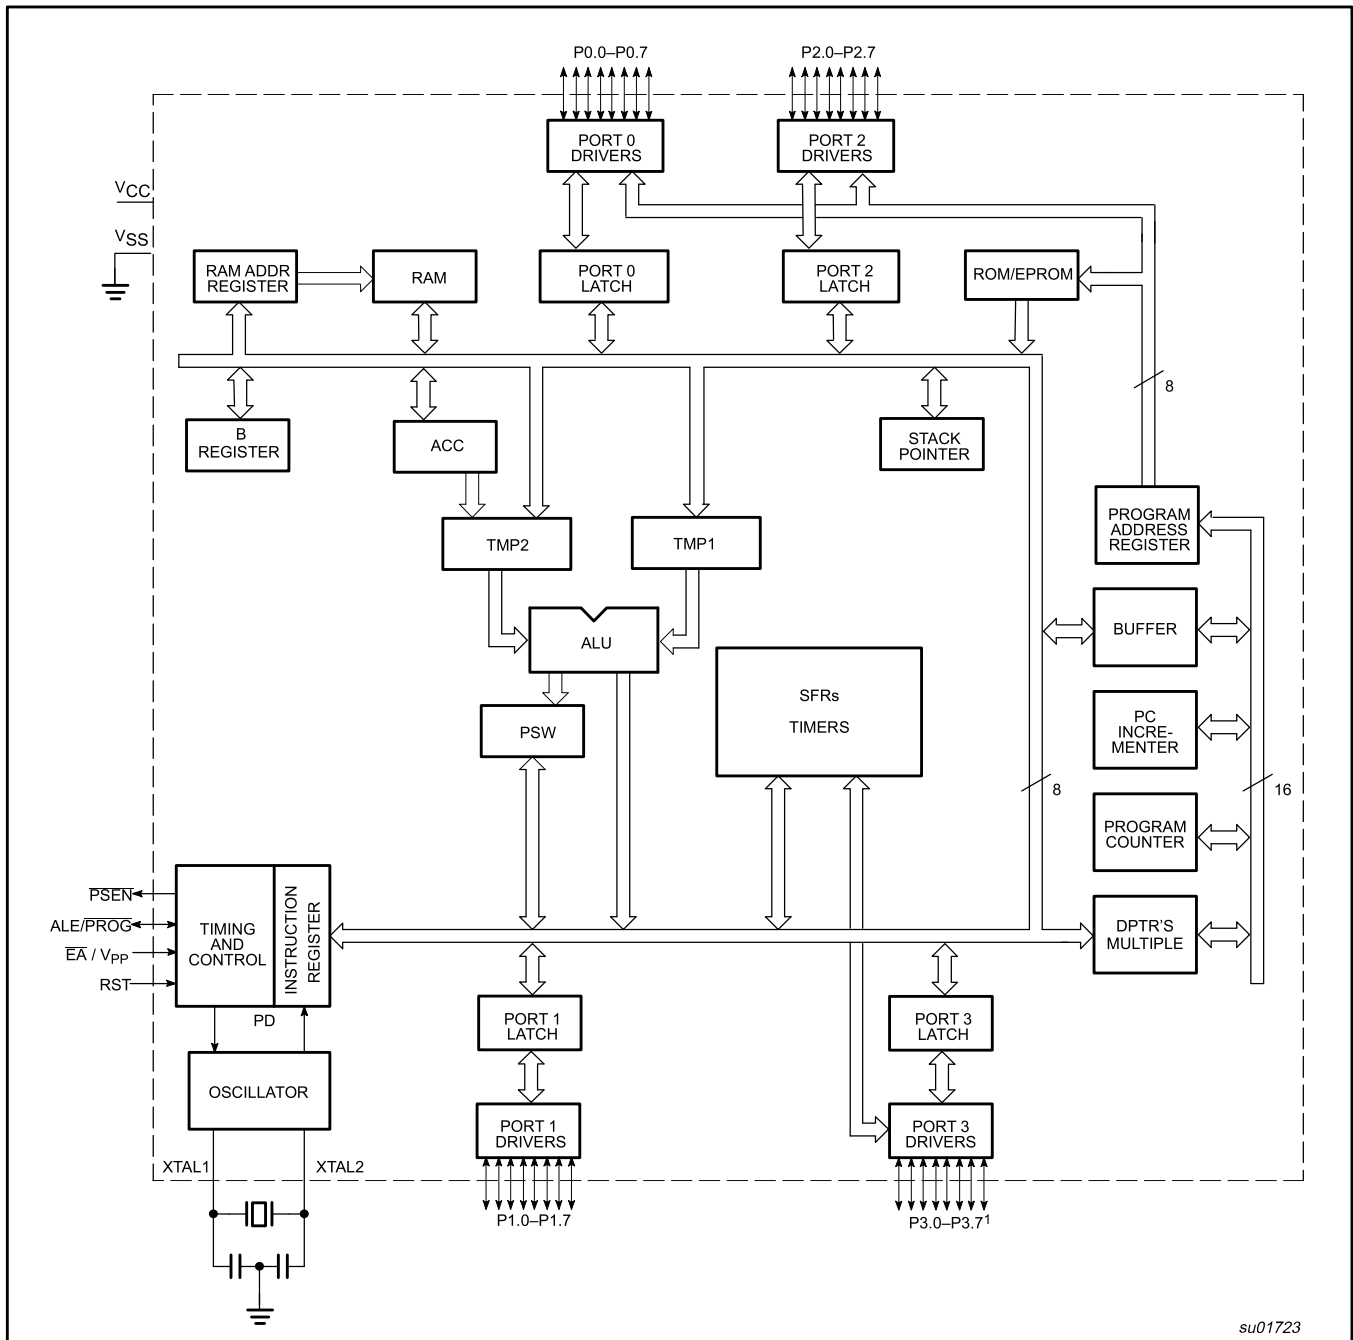 P0.0–P0.7
P2.0–P2.7
PORT 0
DRIVERS
PORT 2
DRIVERS
VCC
VSS
RAM ADDR
REGISTER
RAM
PORT 0
LATCH
PORT 2
LATCH
ROM/EPROM
8
B
REGISTER
ACC
STACK
POINTER
TMP2
TMP1
PROGRAM
ADDRESS
REGISTER
ALU
BUFFER
SFRs
TIMERS
PSW
PC
INCRE-
MENTER
8
16
PROGRAM
COUNTER
PSEN
ALE/PROG
EA / VPP
RST
TIMING
AND
CONTROL
INSTRUCTION
REGISTER
DPTR'S
MULTIPLE
PD
PORT 1
LATCH
PORT 3
LATCH
OSCILLATOR
PORT 1
DRIVERS
PORT 3
DRIVERS
XTAL1
XTAL2
P1.0–P1.7
P3.0–P3.7¹
su01723